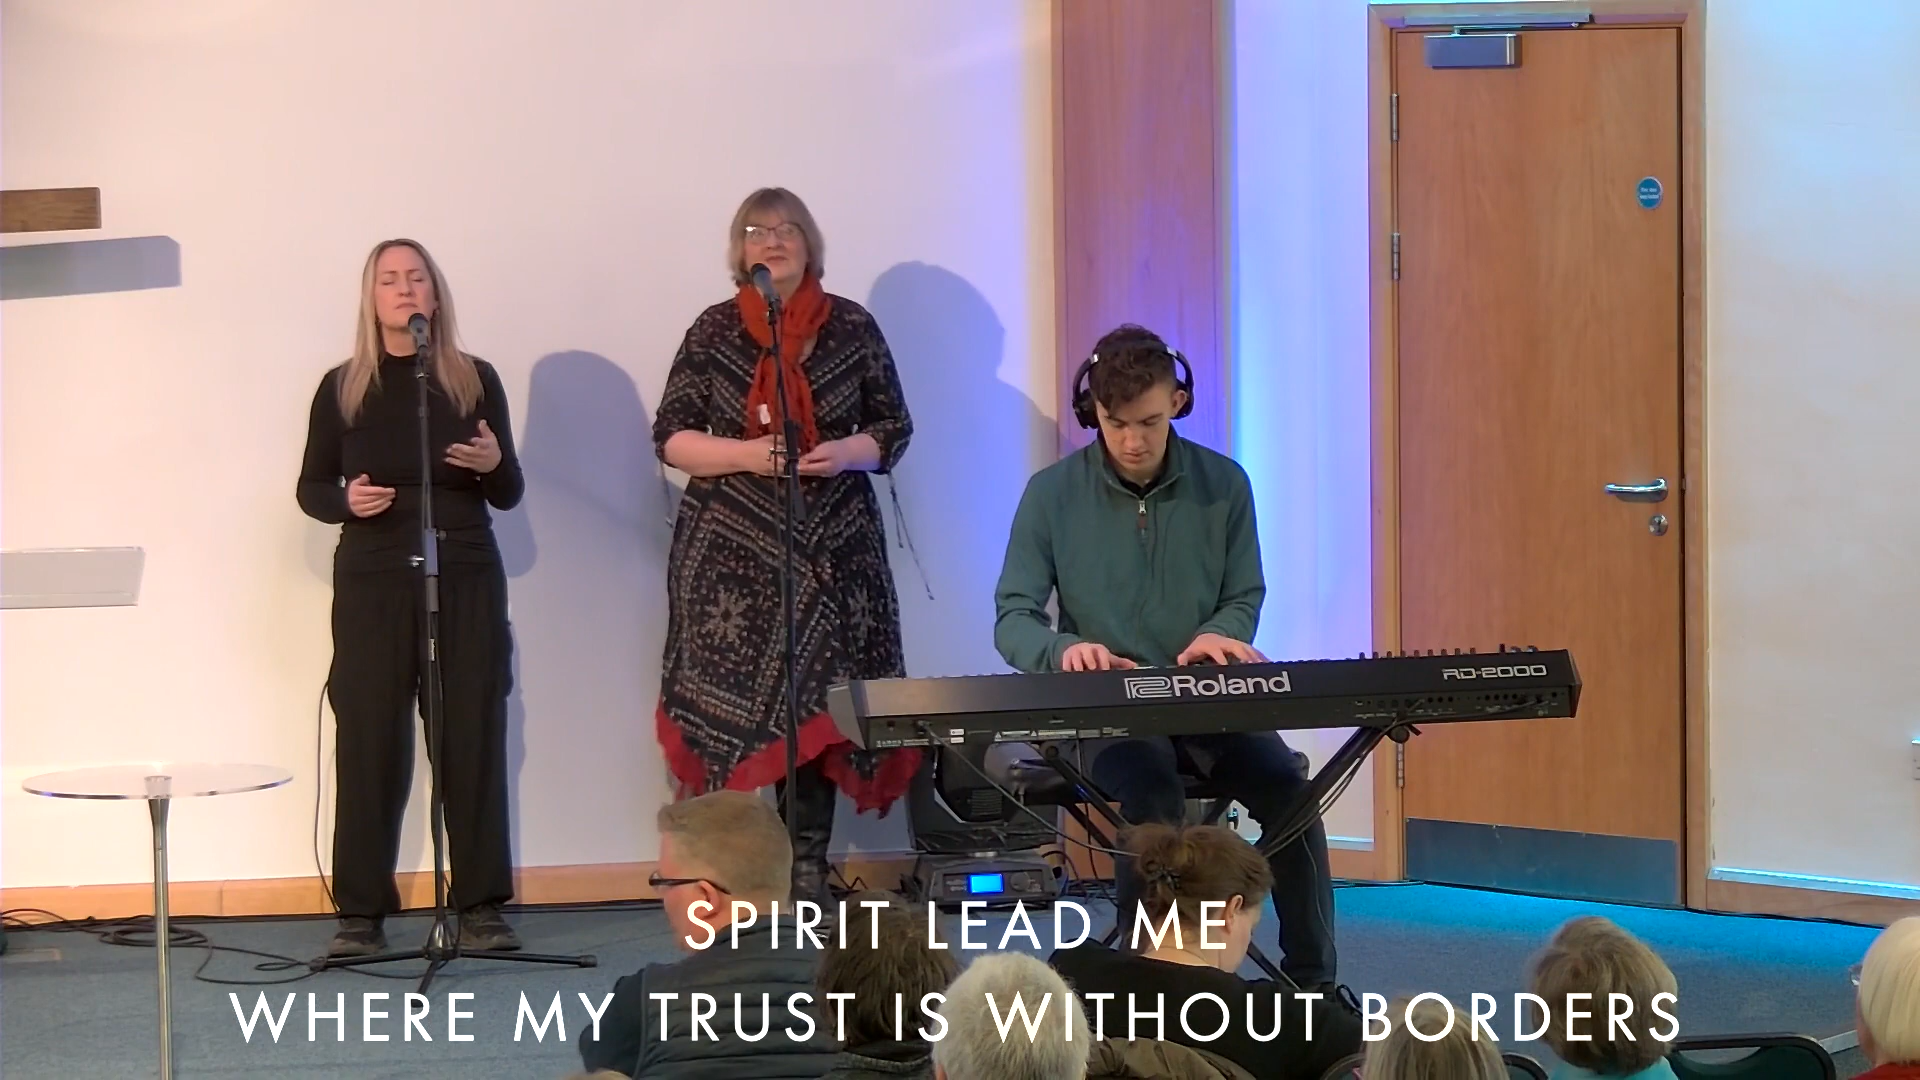 Roland
RD-2000
SPIRIT LEAD ME
WHERE MY TRUST IS WITHOUT BORDERS